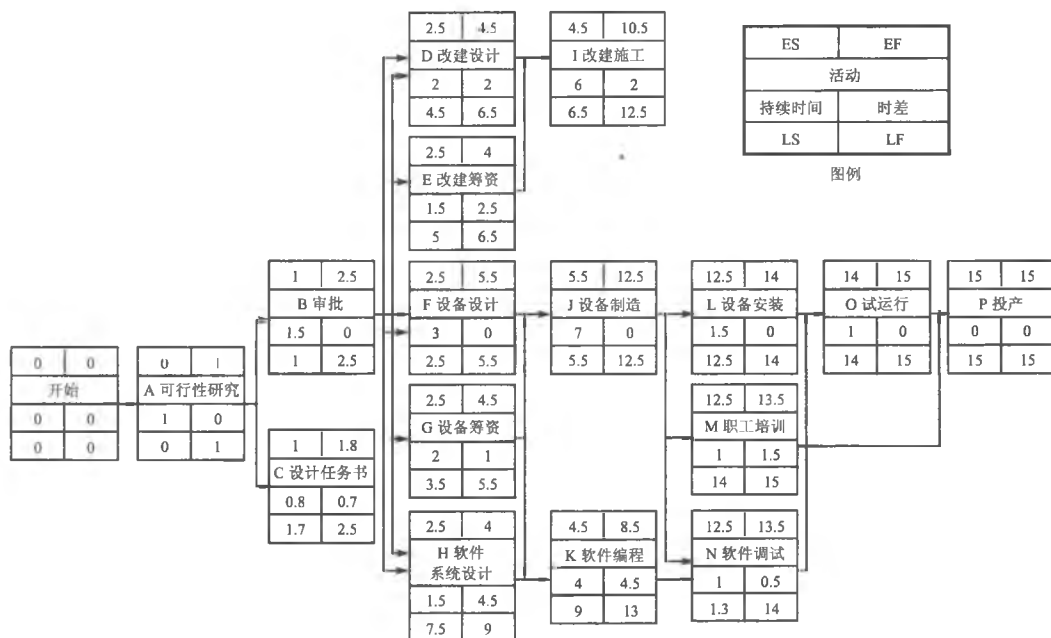 2.5 4.5
D 改建设计
2 2
4.5 6.5
4.5 10.5
I 改建施工
6 2
6.5 12.5
ES EF
活动
持续时间 时差
LS LF
图例
2.5 4
E 改建筹资
1.5 2.5
5 6.5
1 2.5
B 审批
1.5 0
1 2.5
2.5 5.5
F 设备设计
3 0
2.5 5.5
5.5 12.5
J 设备制造
7 0
5.5 12.5
12.5 14
L 设备安装
1.5 0
12.5 14
14 15
O 试运行
1 0
14 15
15 15
P 投产
0 0
15 15
0 0
开始
0 0
0 0
0 1
A 可行性研究
1 0
0 1
2.5 4.5
G 设备筹资
2 1
3.5 5.5
12.5 13.5
M 职工培训
1 1.5
14 15
1 1.8
C 设计任务书
0.8 0.7
1.7 2.5
2.5 4
H 软件
系统设计
1.5 4.5
7.5 9
4.5 8.5
K 软件编程
4 4.5
9 13
12.5 13.5
N 软件调试
1 0.5
1.3 14